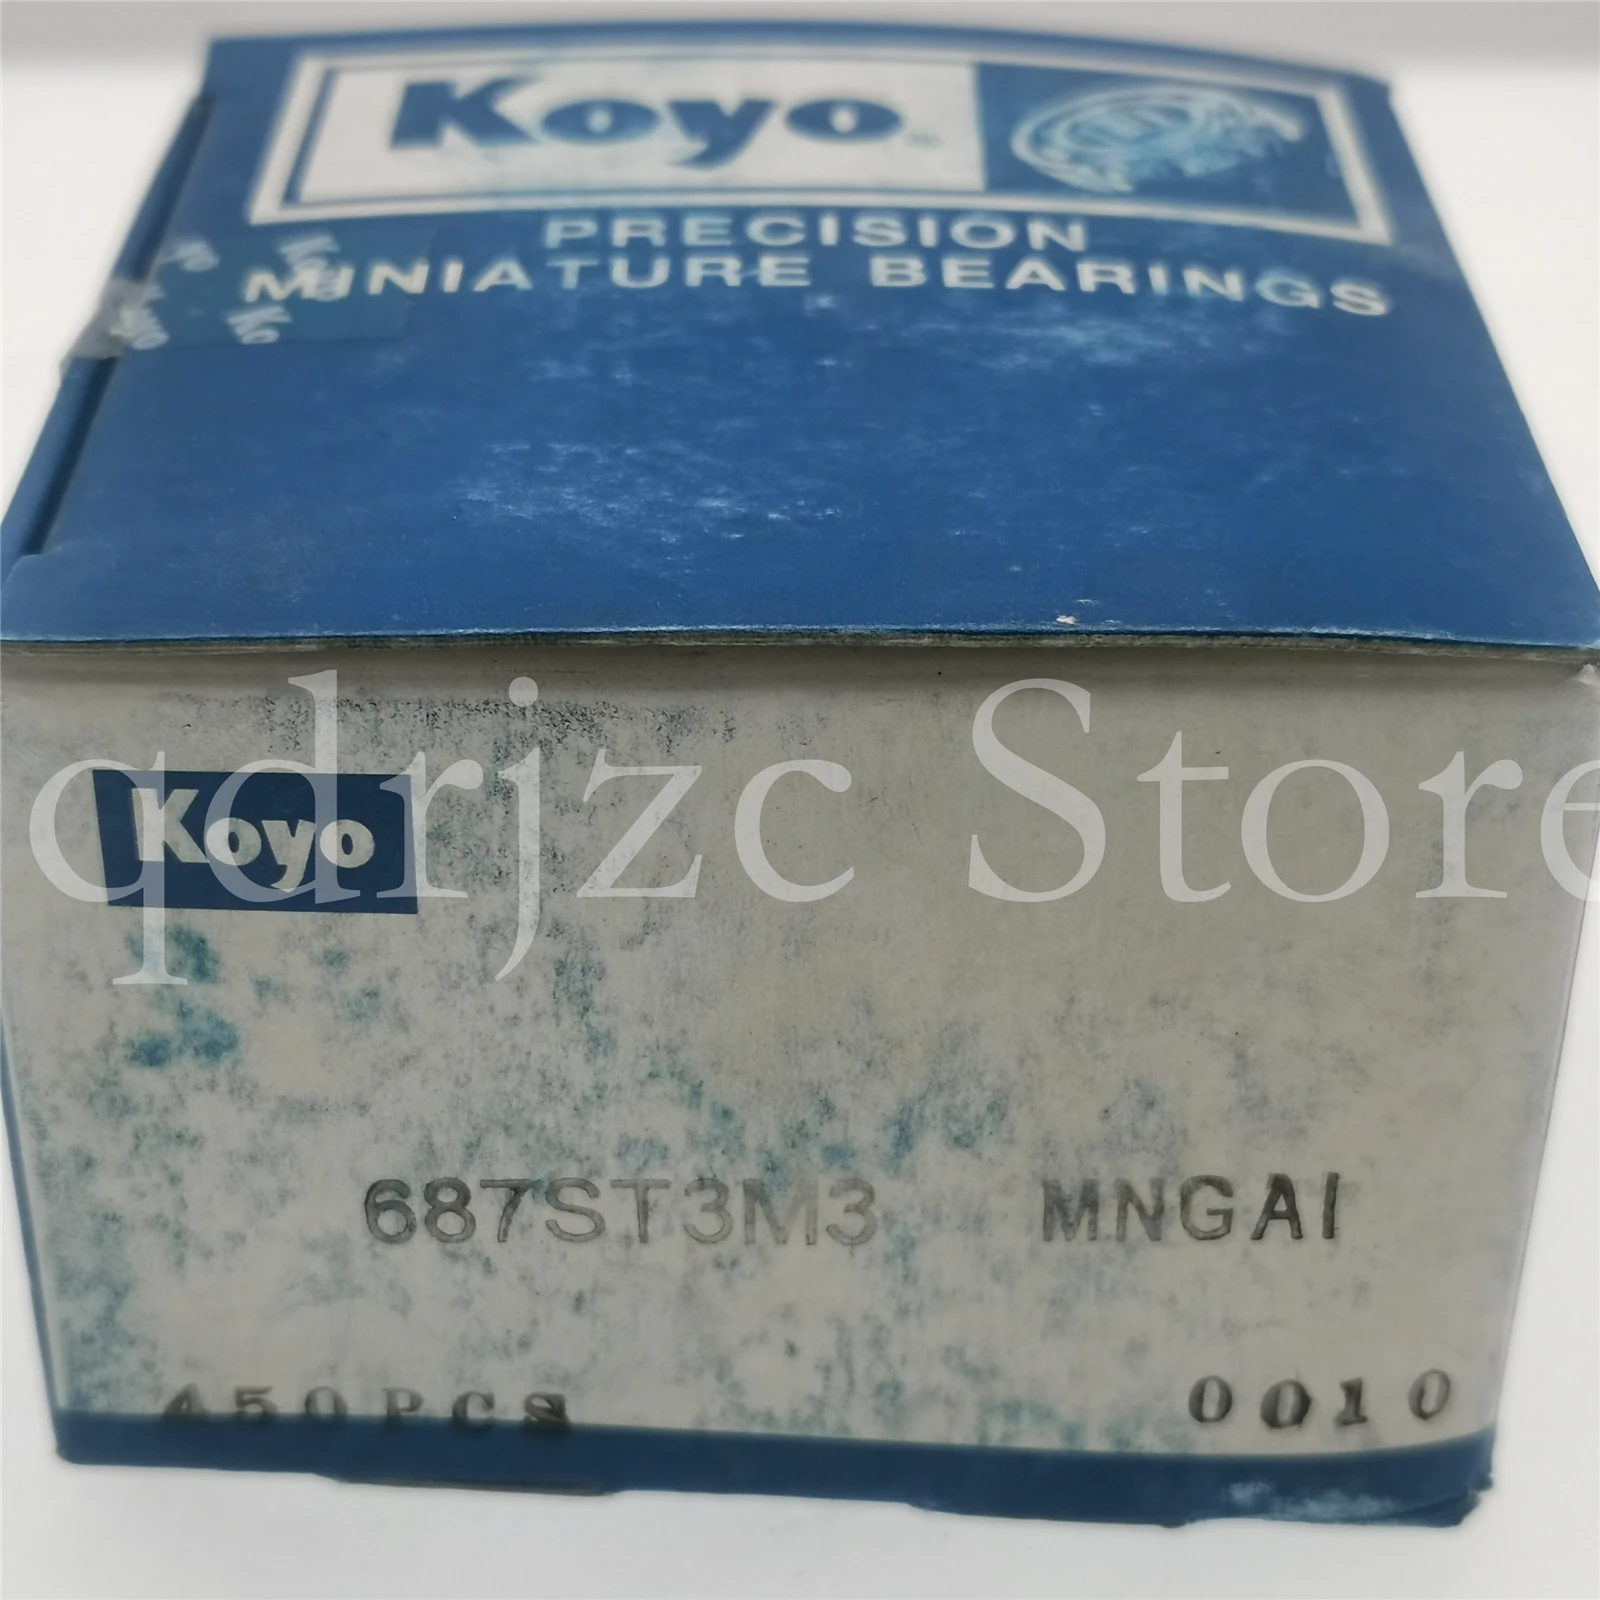 Koyo
PRECISION
MINIATURE BEARINGS
Koyo
qdrjzc Store
687ST3M3 MNGAI
450PCS 0010